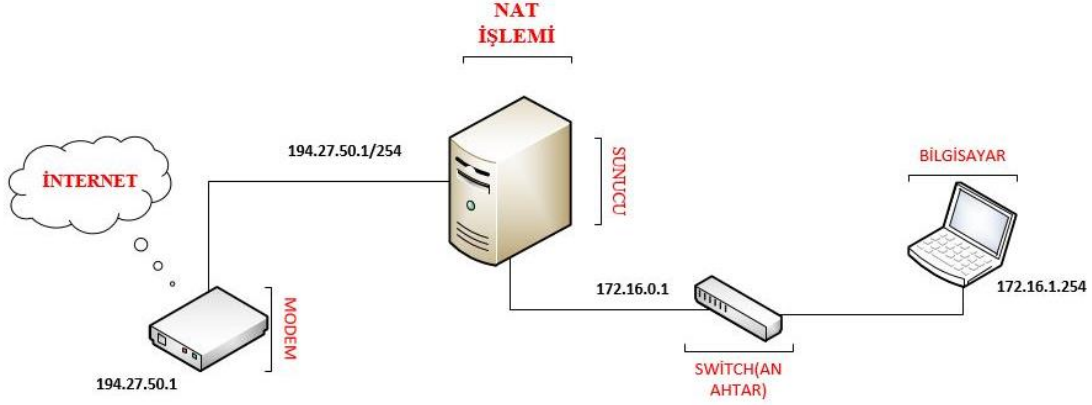 NAT
İŞLEMİ
194.27.50.1/254
SUNUCU
BİLGİSAYAR
İNTERNET
172.16.0.1
172.16.1.254
MODEM
194.27.50.1
SWİTCH(AN
AHTAR)